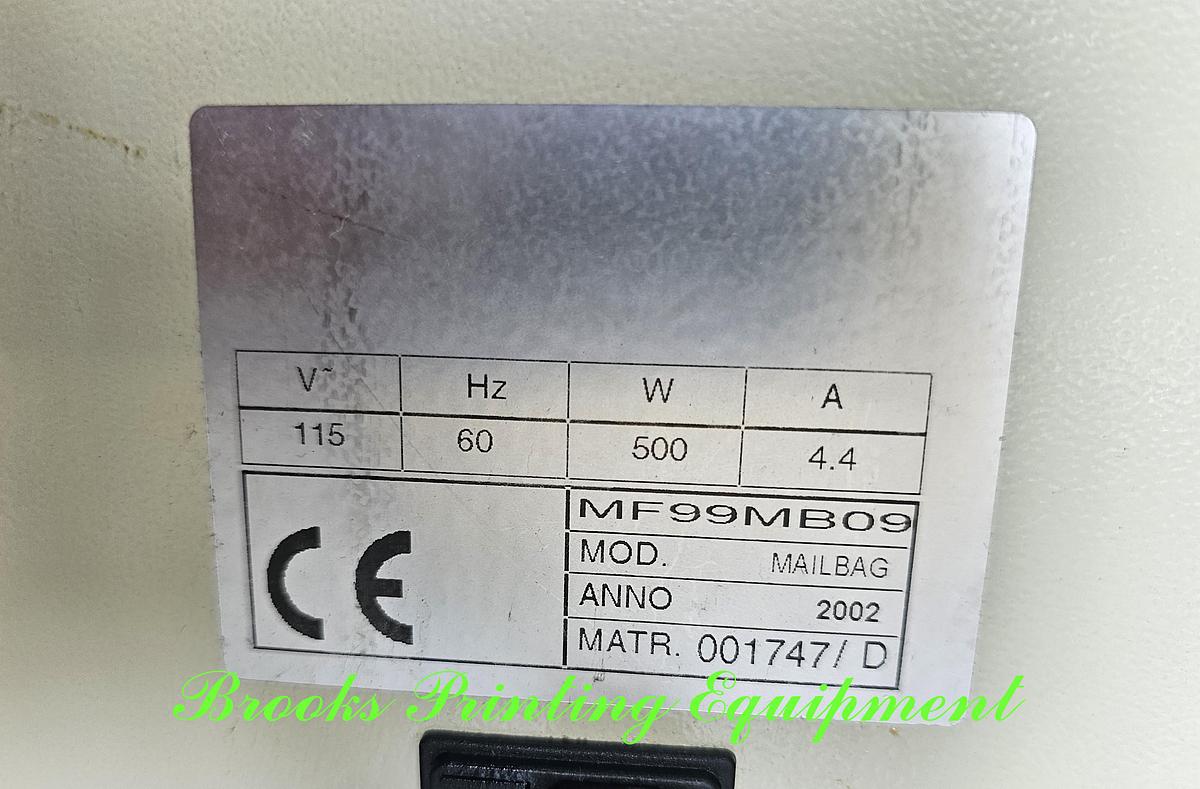 V~ Hz W A
115 60 500 4.4
MF99MB09
CE
MOD. MAILBAG
ANNO 2002
MATR. 001747/ D
Brooks Printing Equipment